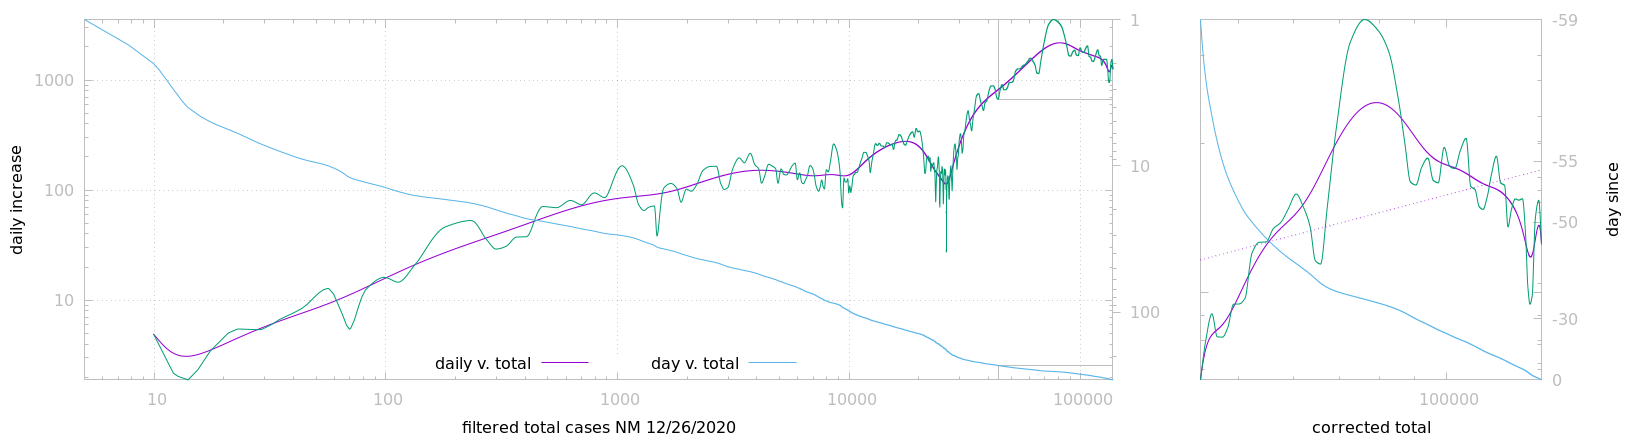 daily increase
1000
100
10
daily v. total
day v. total
10
100
1000
10000
100000
filtered total cases NM 12/26/2020
1
10
100
100000
corrected total
-59
-55
-50
-30
0
day since